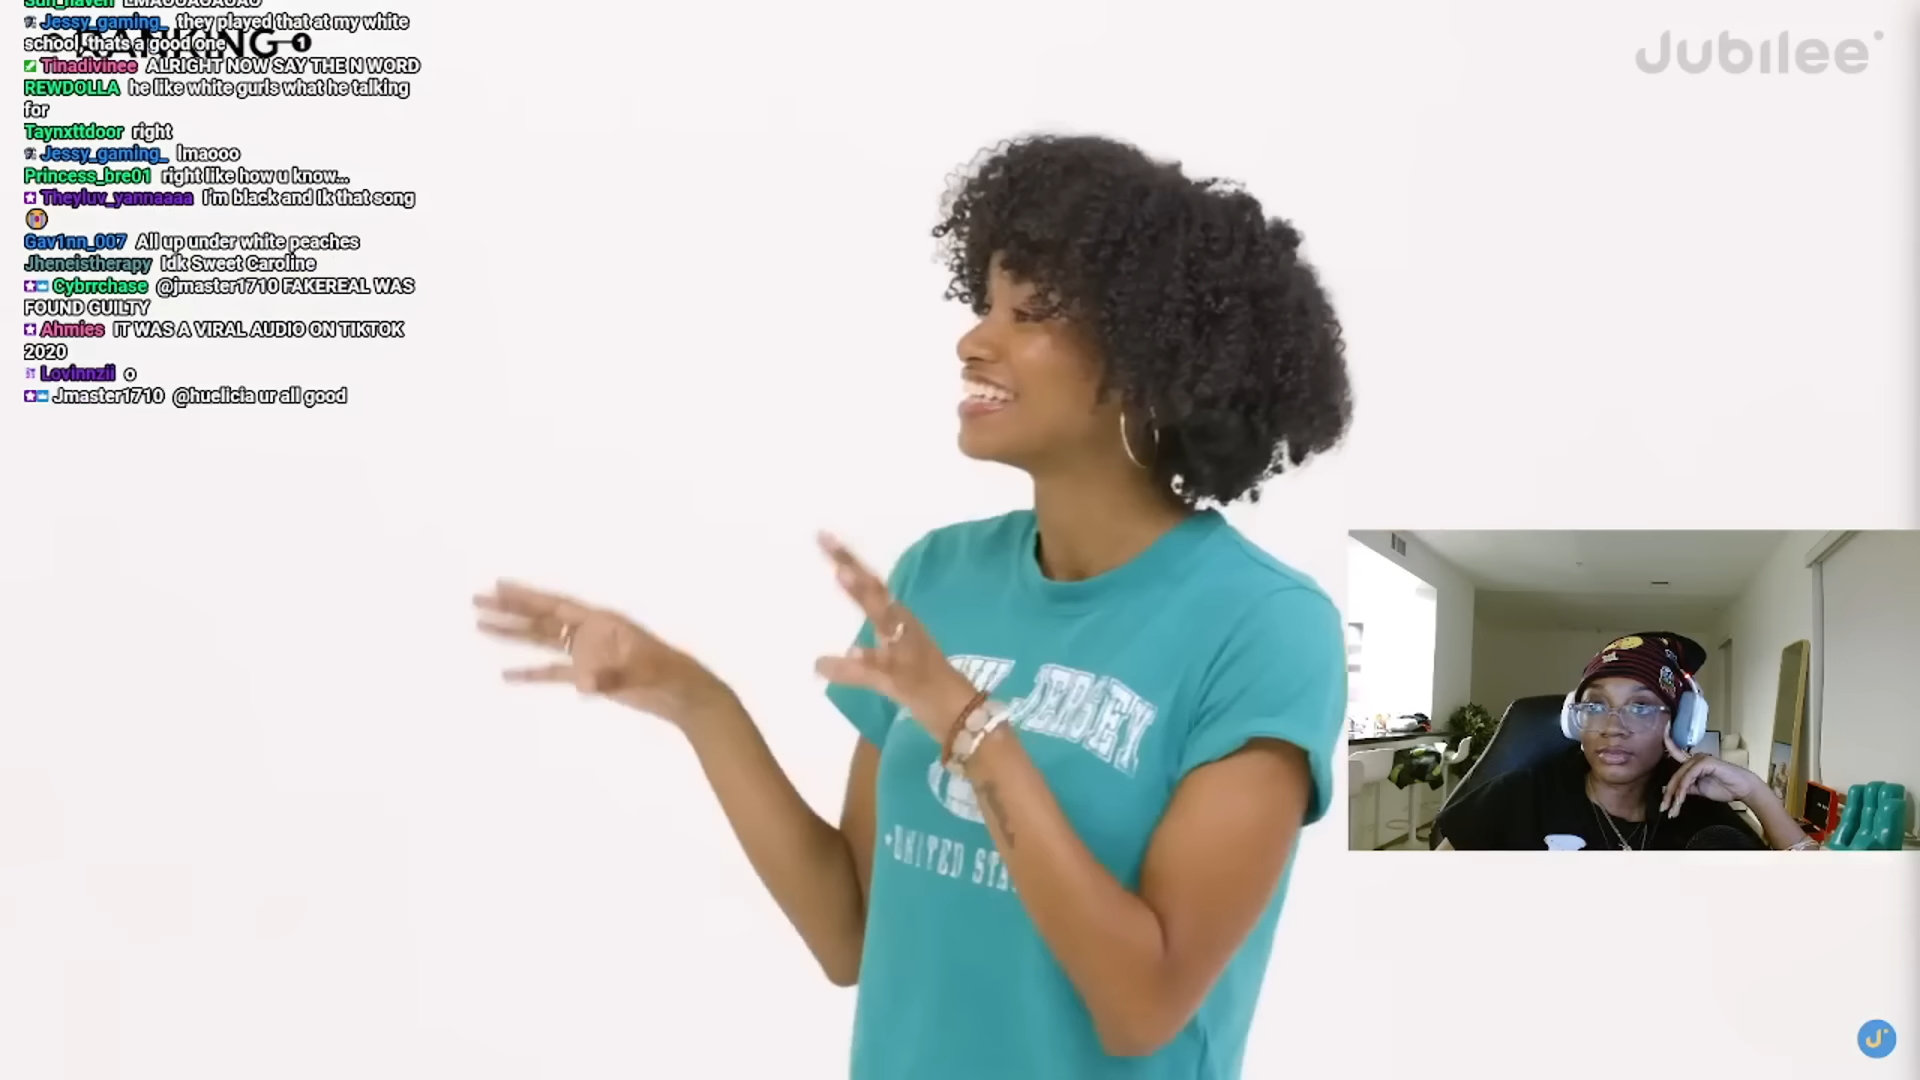 Jessy_gaming_ they played that at my white
school, thats a good one
RANKING
Tinadivinee ALRIGHT NOW SAY THE N WORD
REWDOLLA he like white gurls what he talking
for
Taynxttdoor right
Jessy_gaming_ lmaooo
Princess_bre01 right like how u know...
Theyluv_yannaaaa I'm black and Ik that song
Gav1nn_007 All up under white peaches
Jheneistherapy Idk Sweet Caroline
Cybrrchase @jmaster1710 FAKEREAL WAS
FOUND GUILTY
Ahmies IT WAS A VIRAL AUDIO ON TIKTOK
2020
Lovinnzii o
Jmaster1710 @huelicia ur all good
Jubilee
JERSEY
UNITED
J